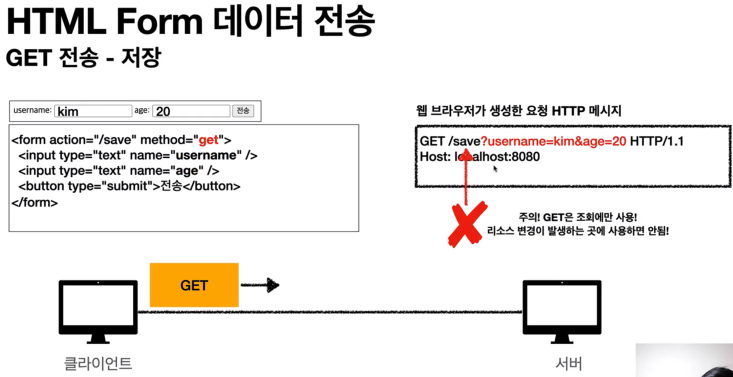 HTML Form 데이터 전송
GET 전송 - 저장
username: kim age: 20 전송
<form action="/save" method="get">
<input type="text" name="username" />
<input type="text" name="age" />
<button type="submit">전송</button>
</form>
웹 브라우저가 생성한 요청 HTTP 메시지
GET /save?username=kim&age=20 HTTP/1.1
Host: localhost:8080
주의! GET은 조회에만 사용!
리소스 변경이 발생하는 곳에 사용하면 안됨!
GET
클라이언트
서버